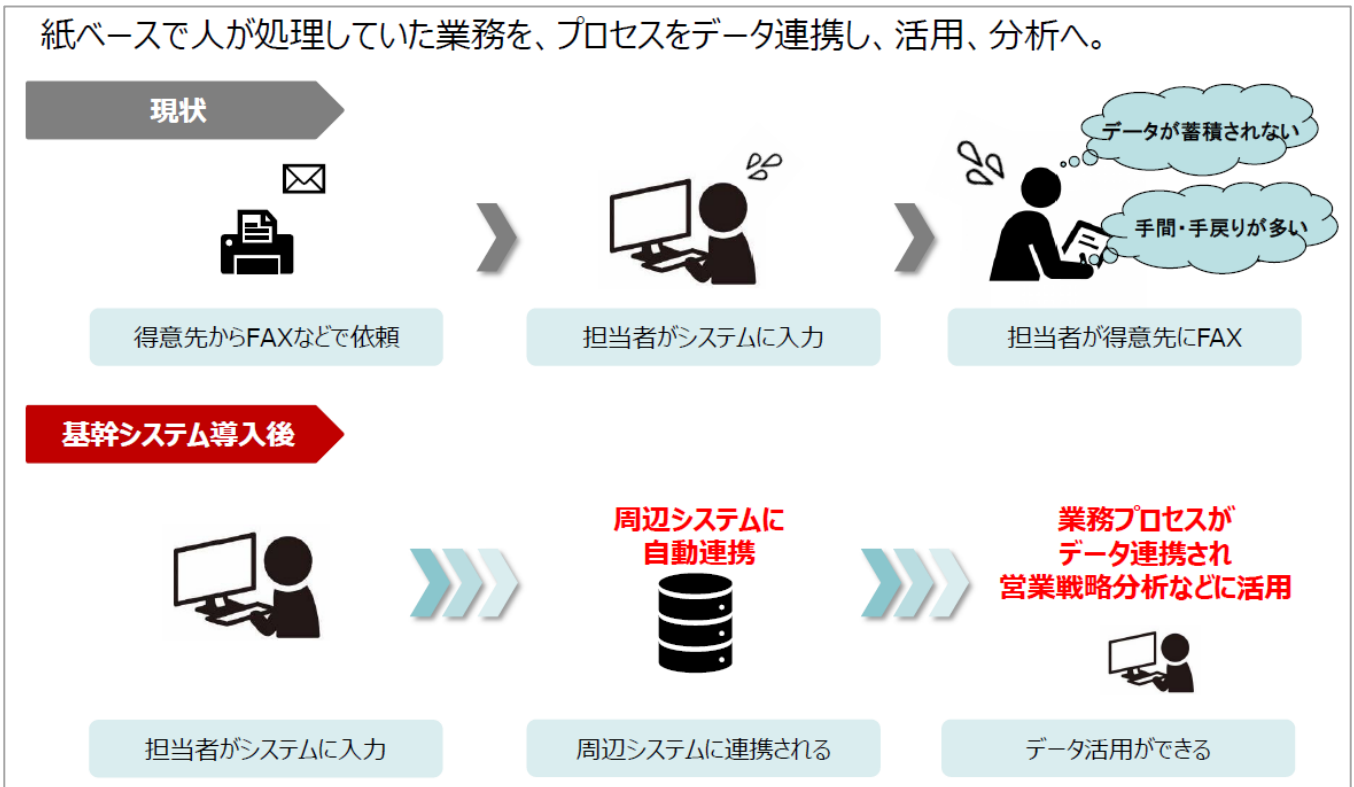 紙ベースで人が処理していた業務を、プロセスをデータ連携し、活用、分析へ。
現状
データが蓄積されない
手間・手戻りが多い
得意先からFAXなどで依頼
担当者がシステムに入力
担当者が得意先にFAX
基幹システム導入後
周辺システムに
自動連携
業務プロセスが
データ連携され
営業戦略分析などに活用
担当者がシステムに入力
周辺システムに連携される
データ活用ができる